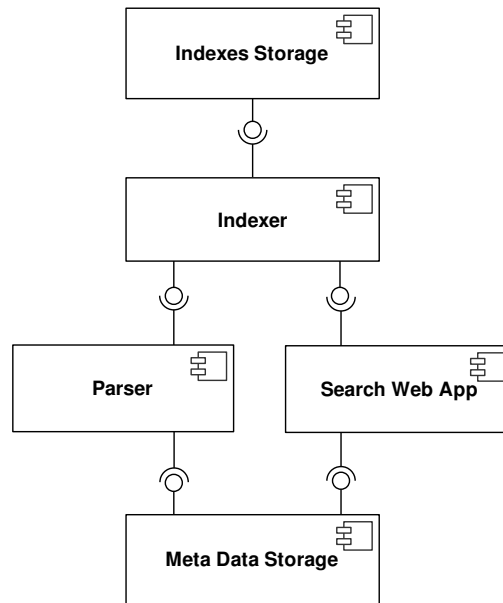 Indexes Storage
Indexer
Parser
Search Web App
Meta Data Storage